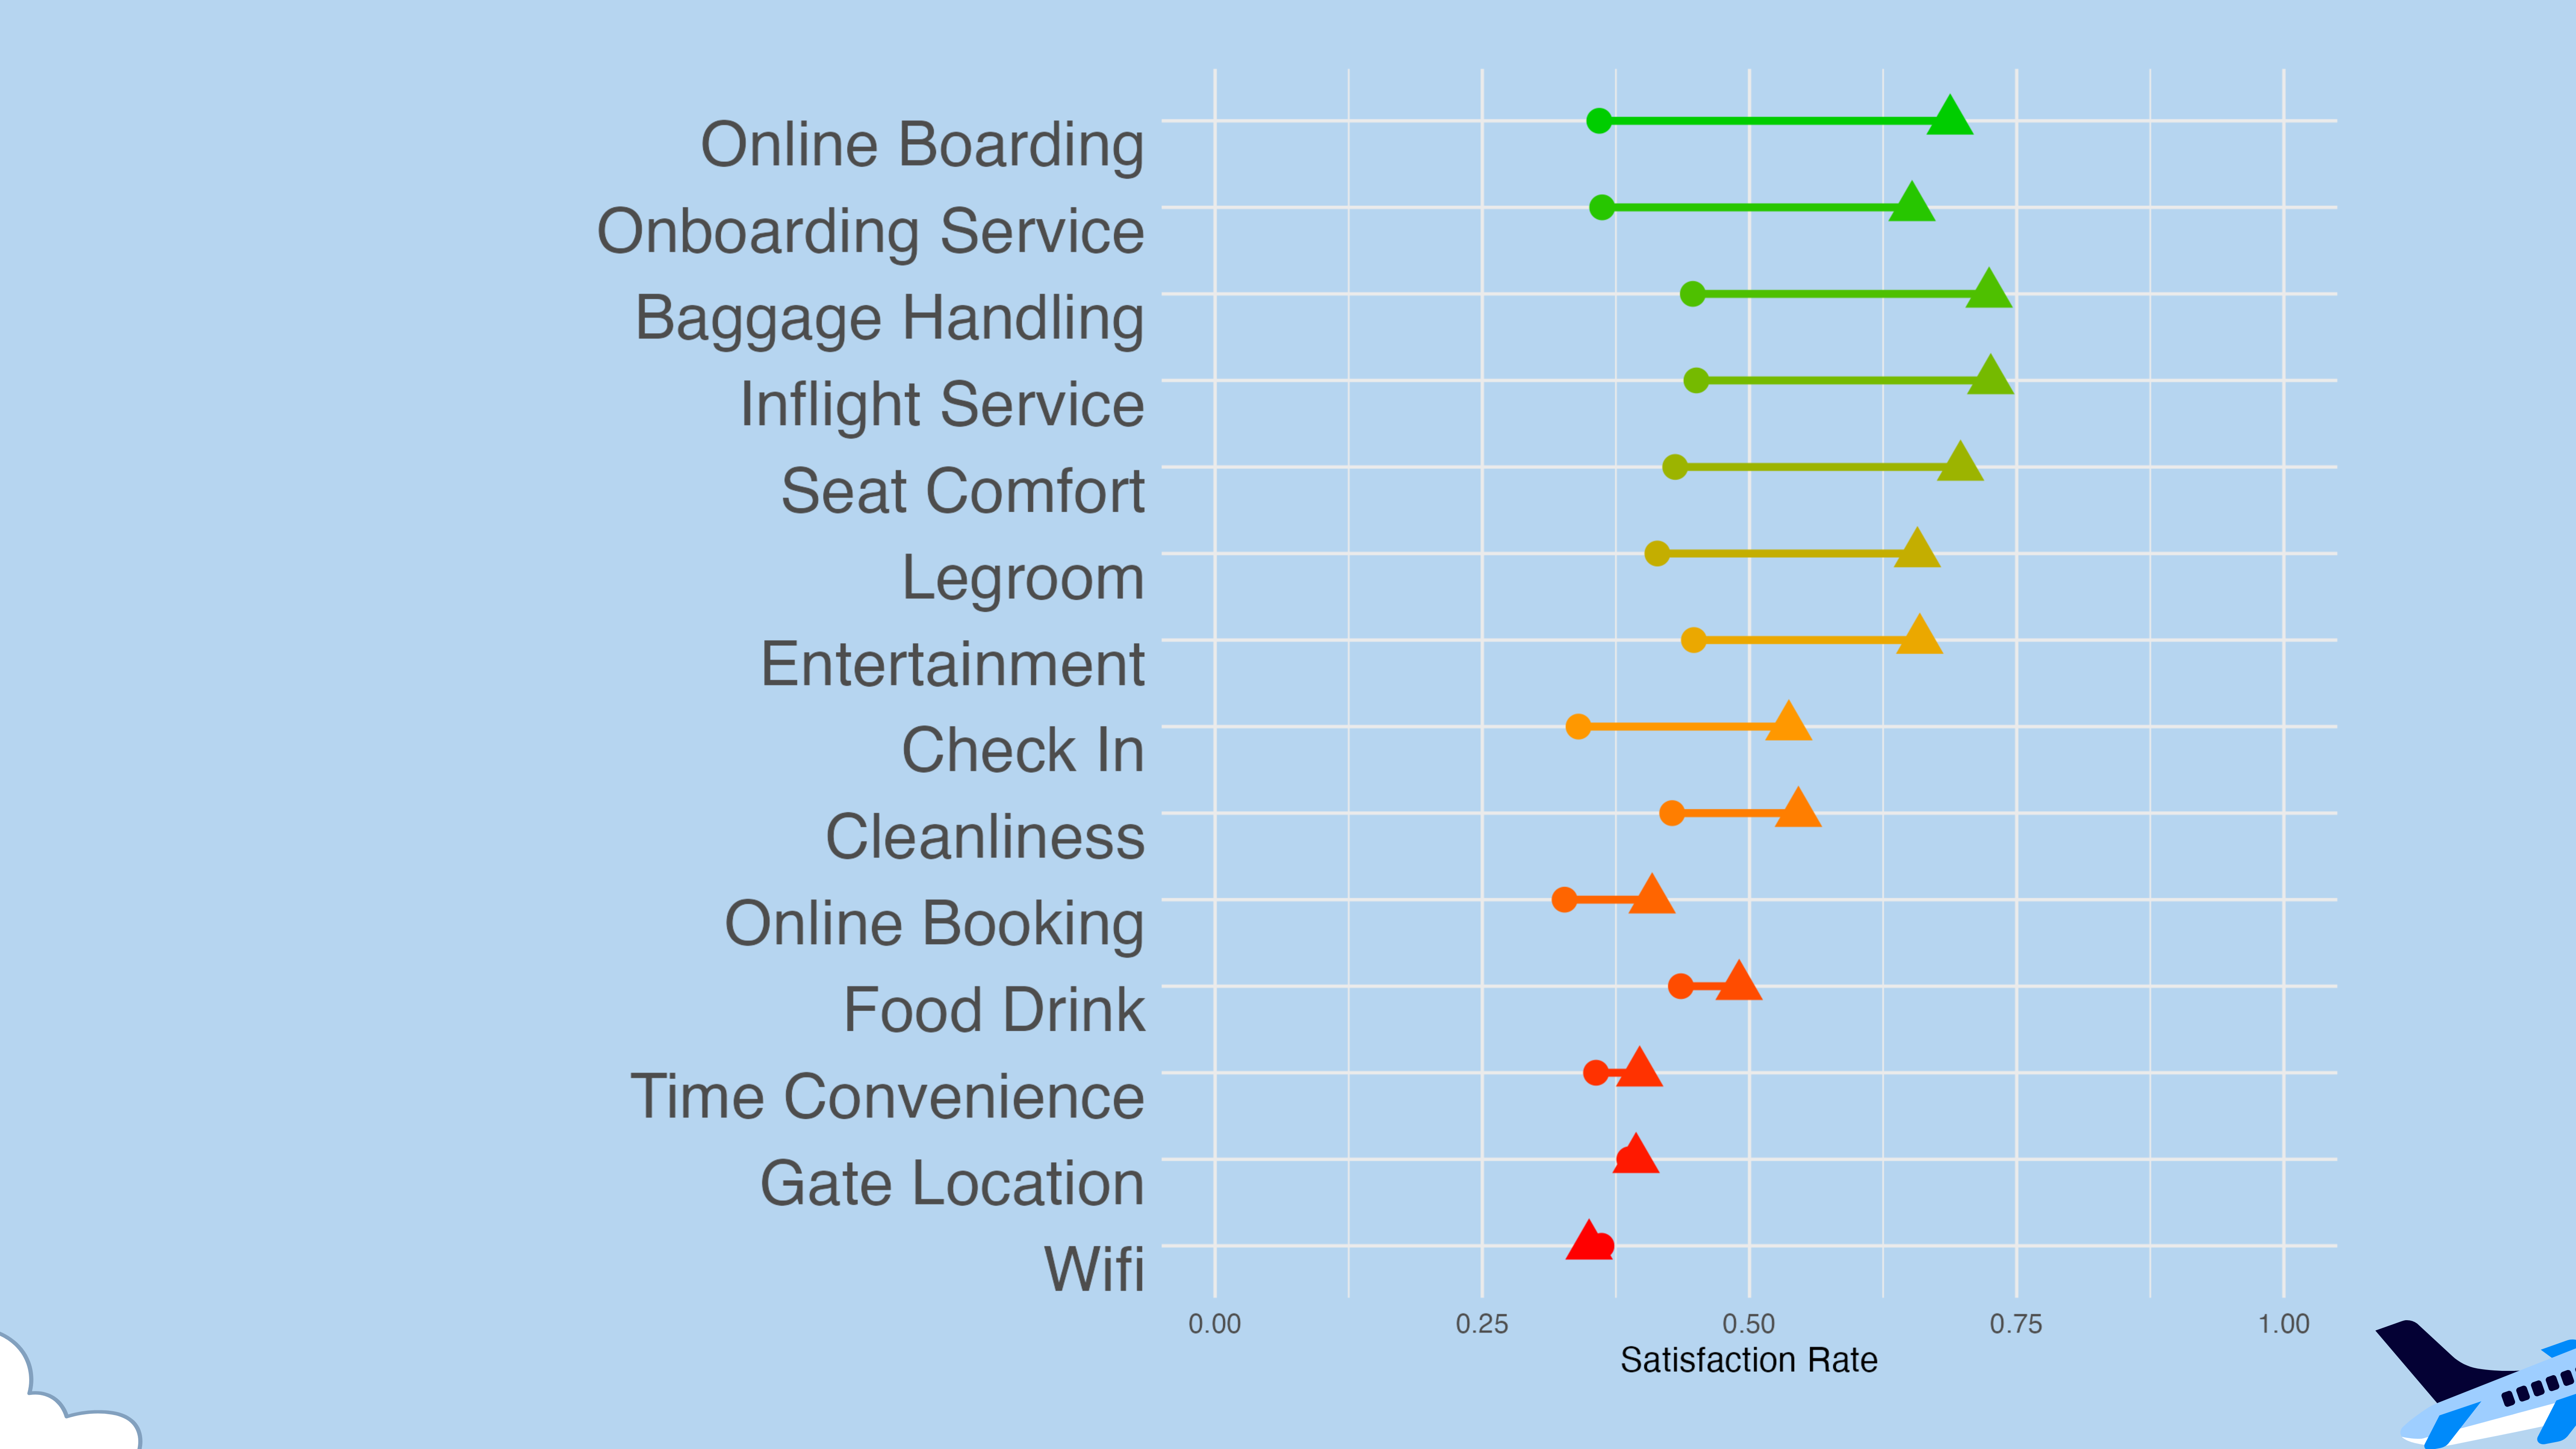 Online Boarding
Onboarding Service
Baggage Handling
Inflight Service
Seat Comfort
Legroom
Entertainment
Check In
Cleanliness
Online Booking
Food Drink
Time Convenience
Gate Location
Wifi
0.00 0.25 0.50 0.75 1.00
Satisfaction Rate